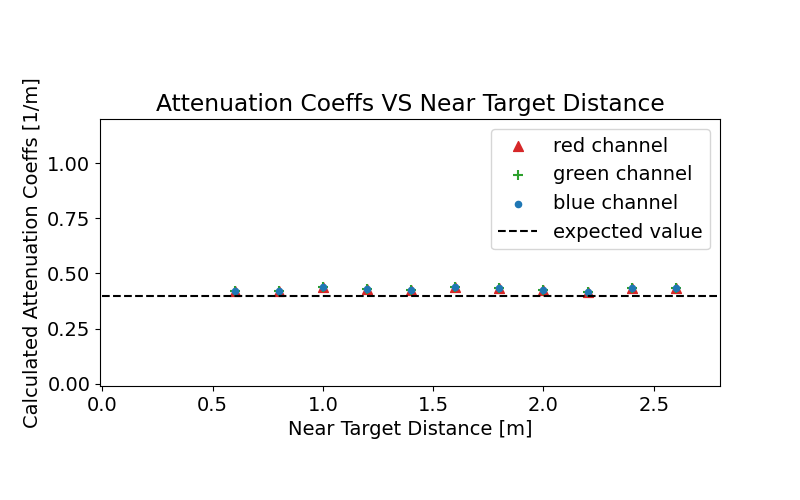 Attenuation Coeffs VS Near Target Distance
Calculated Attenuation Coeffs [1/m]
1.00
0.75
0.50
0.25
0.00
red channel
green channel
blue channel
expected value
0.0 0.5 1.0 1.5 2.0 2.5
Near Target Distance [m]